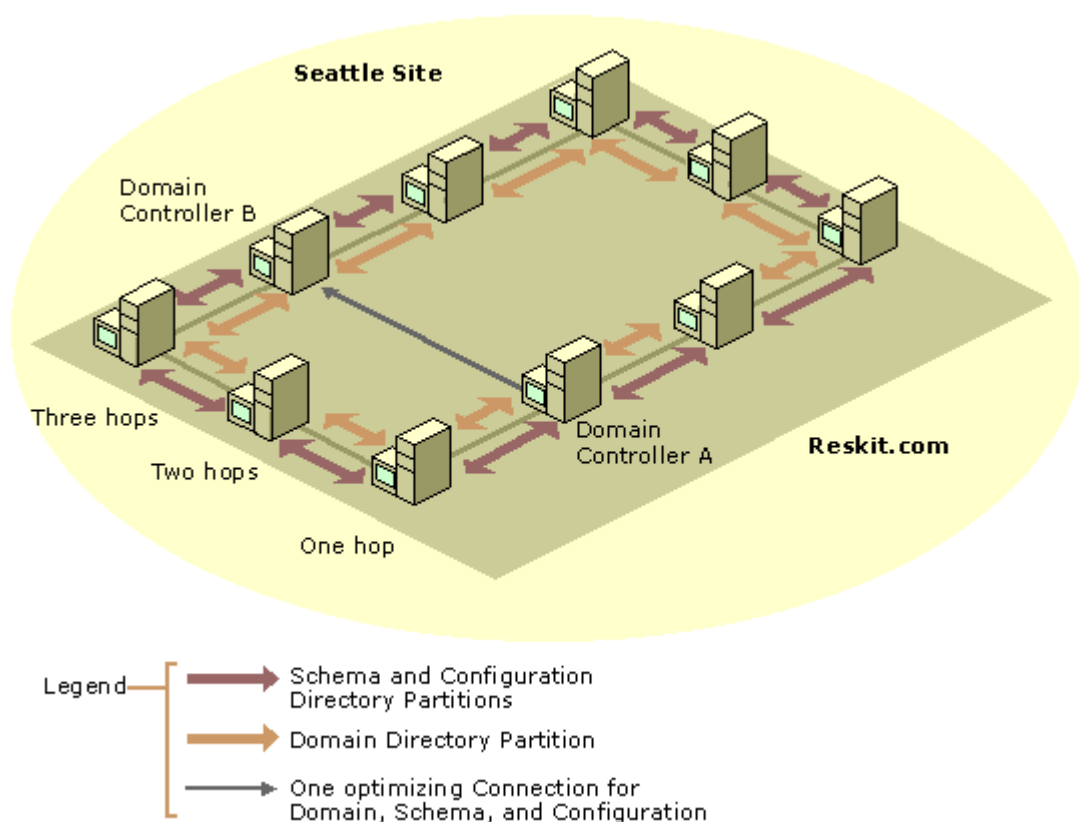 Seattle Site
Domain
Controller B
Three hops
Two hops
One hop
Domain
Controller A
Reskit.com
Legend
Schema and Configuration
Directory Partitions
Domain Directory Partition
One optimizing Connection for
Domain, Schema, and Configuration